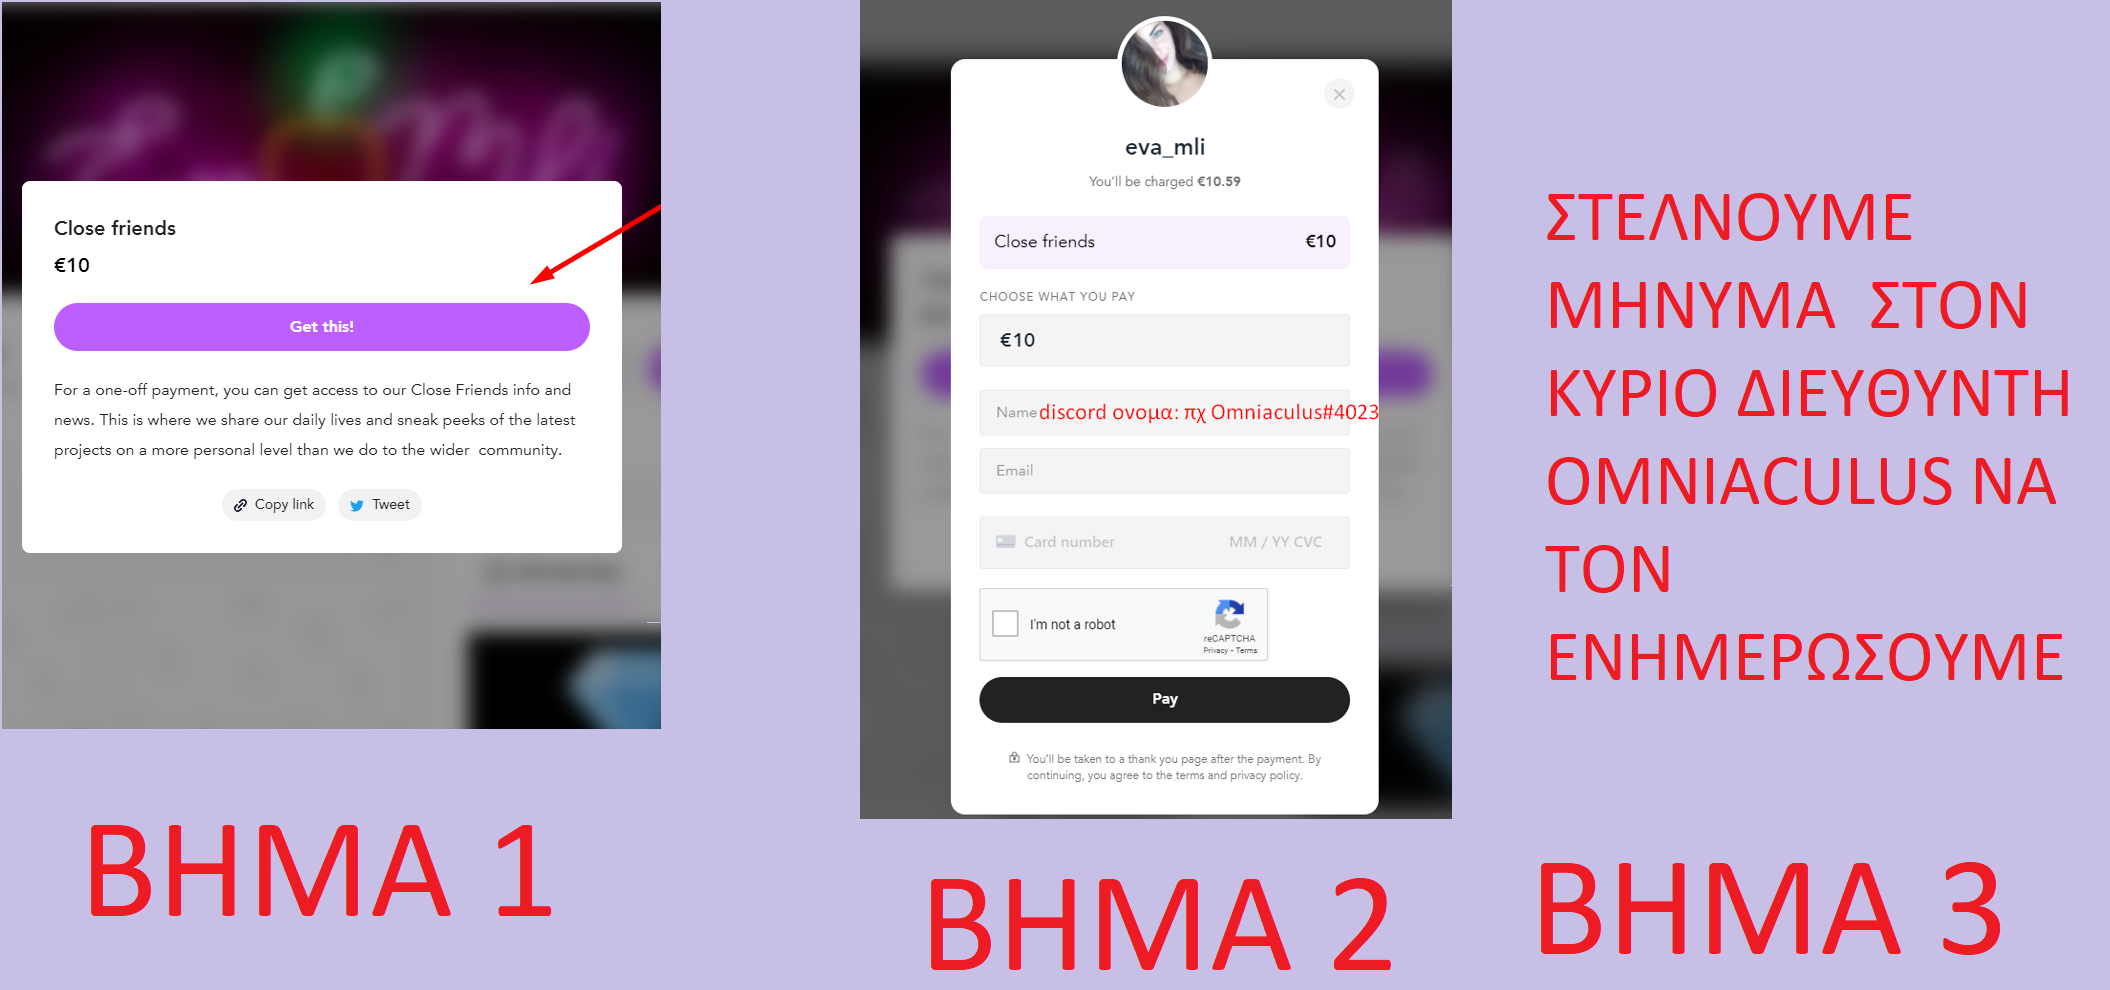 Close friends
€10
Get this!
For a one-off payment, you can get access to our Close Friends info and
news. This is where we share our daily lives and sneak peeks of the latest
projects on a more personal level than we do to the wider community.
Copy link
Tweet
ΒΗΜΑ 1
eva_mli
You'll be charged €10.59
Close friends €10
CHOOSE WHAT YOU PAY
€10
Name discord ονομα: πχ Omniaculus#4023
Email
Card number MM / YY CVC
I'm not a robot
reCAPTCHA
Privacy - Terms
Pay
You'll be taken to a thank you page after the payment. By
continuing, you agree to the terms and privacy policy.
ΒΗΜΑ 2
ΣΤΕΛΝΟΥΜΕ
ΜΗΝΥΜΑ ΣΤΟΝ
ΚΥΡΙΟ ΔΙΕΥΘΥΝΤΗ
OMNIACULUS ΝΑ
ΤΟΝ
ΕΝΗΜΕΡΩΣΟΥΜΕ
ΒΗΜΑ 3